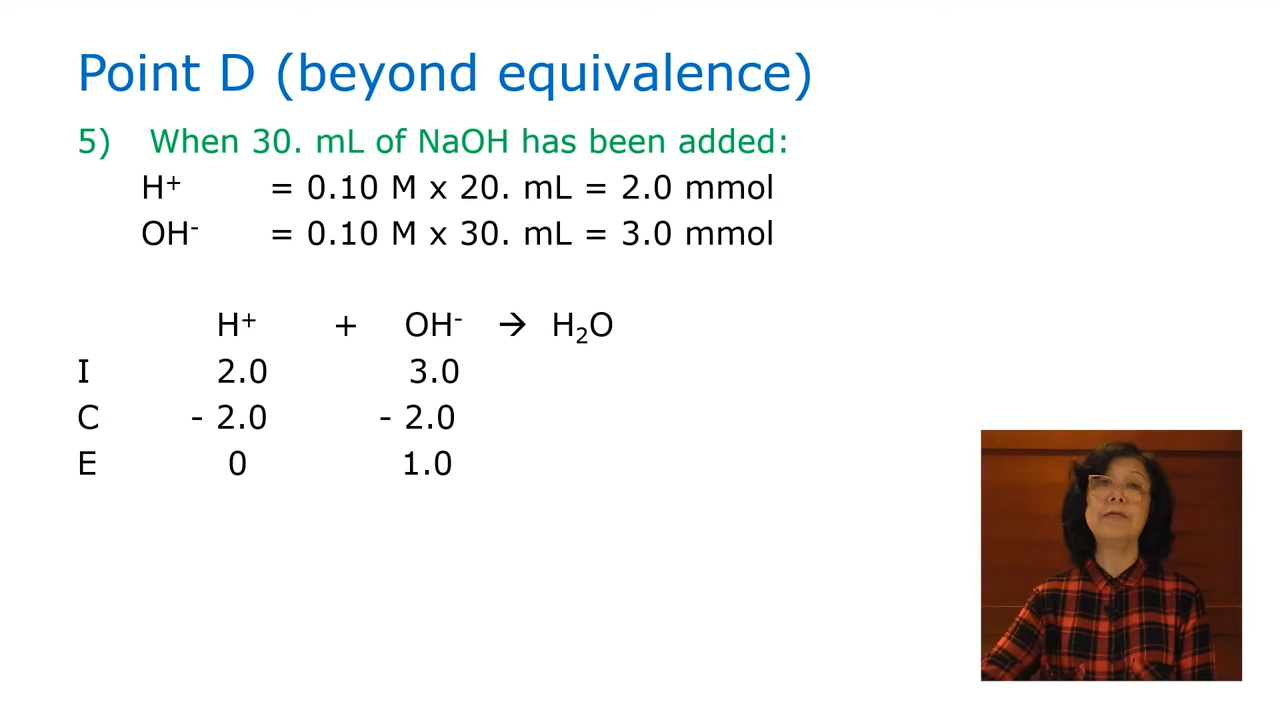 Point D (beyond equivalence)
5) When 30. mL of NaOH has been added:
H⁺ = 0.10 M x 20. mL = 2.0 mmol
OH⁻ = 0.10 M x 30. mL = 3.0 mmol
H⁺ + OH⁻ → H₂O
I 2.0 3.0
C - 2.0 - 2.0
E 0 1.0